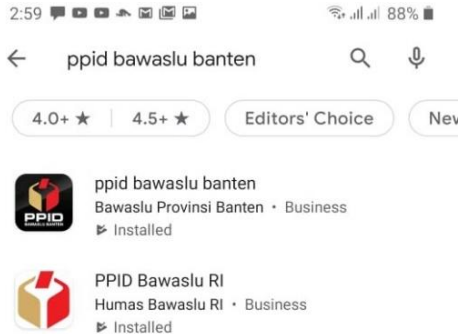 2:59 88%
ppid bawaslu banten
4.0+ ★ 4.5+ ★ Editors' Choice New
ppid bawaslu banten
Bawaslu Provinsi Banten • Business
Installed
PPID
BAWASLU BANTEN
PPID Bawaslu RI
Humas Bawaslu RI • Business
Installed